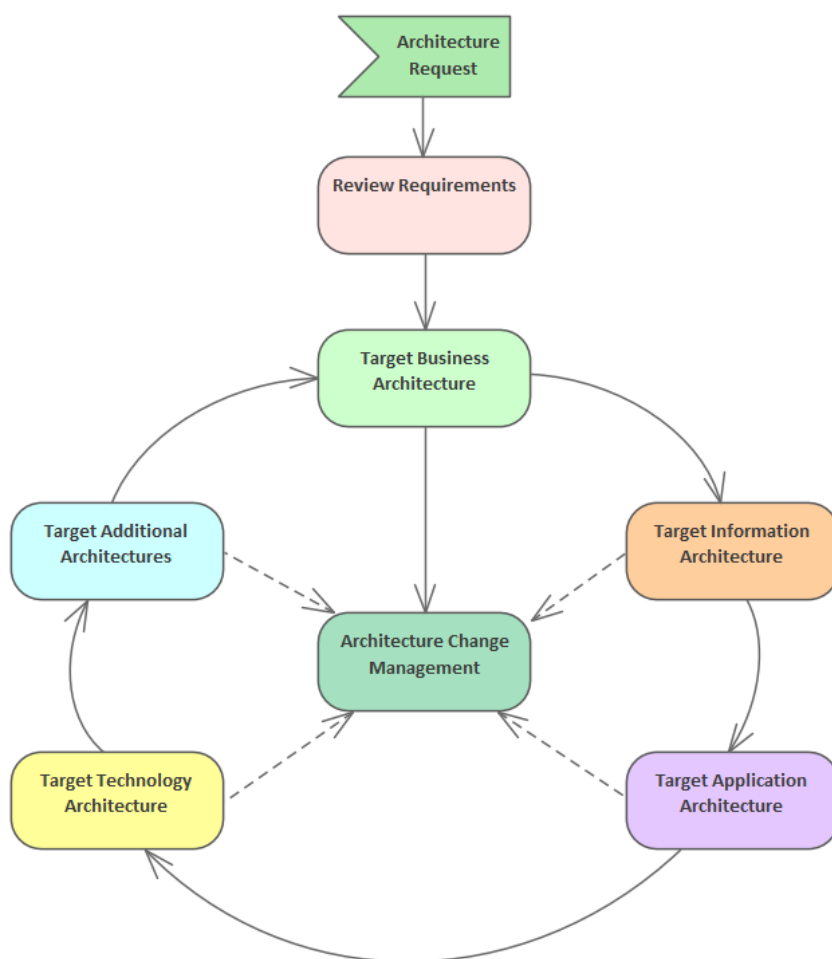 Architecture
Request
Review Requirements
Target Business
Architecture
Target Additional
Architectures
Target Information
Architecture
Architecture Change
Management
Target Technology
Architecture
Target Application
Architecture